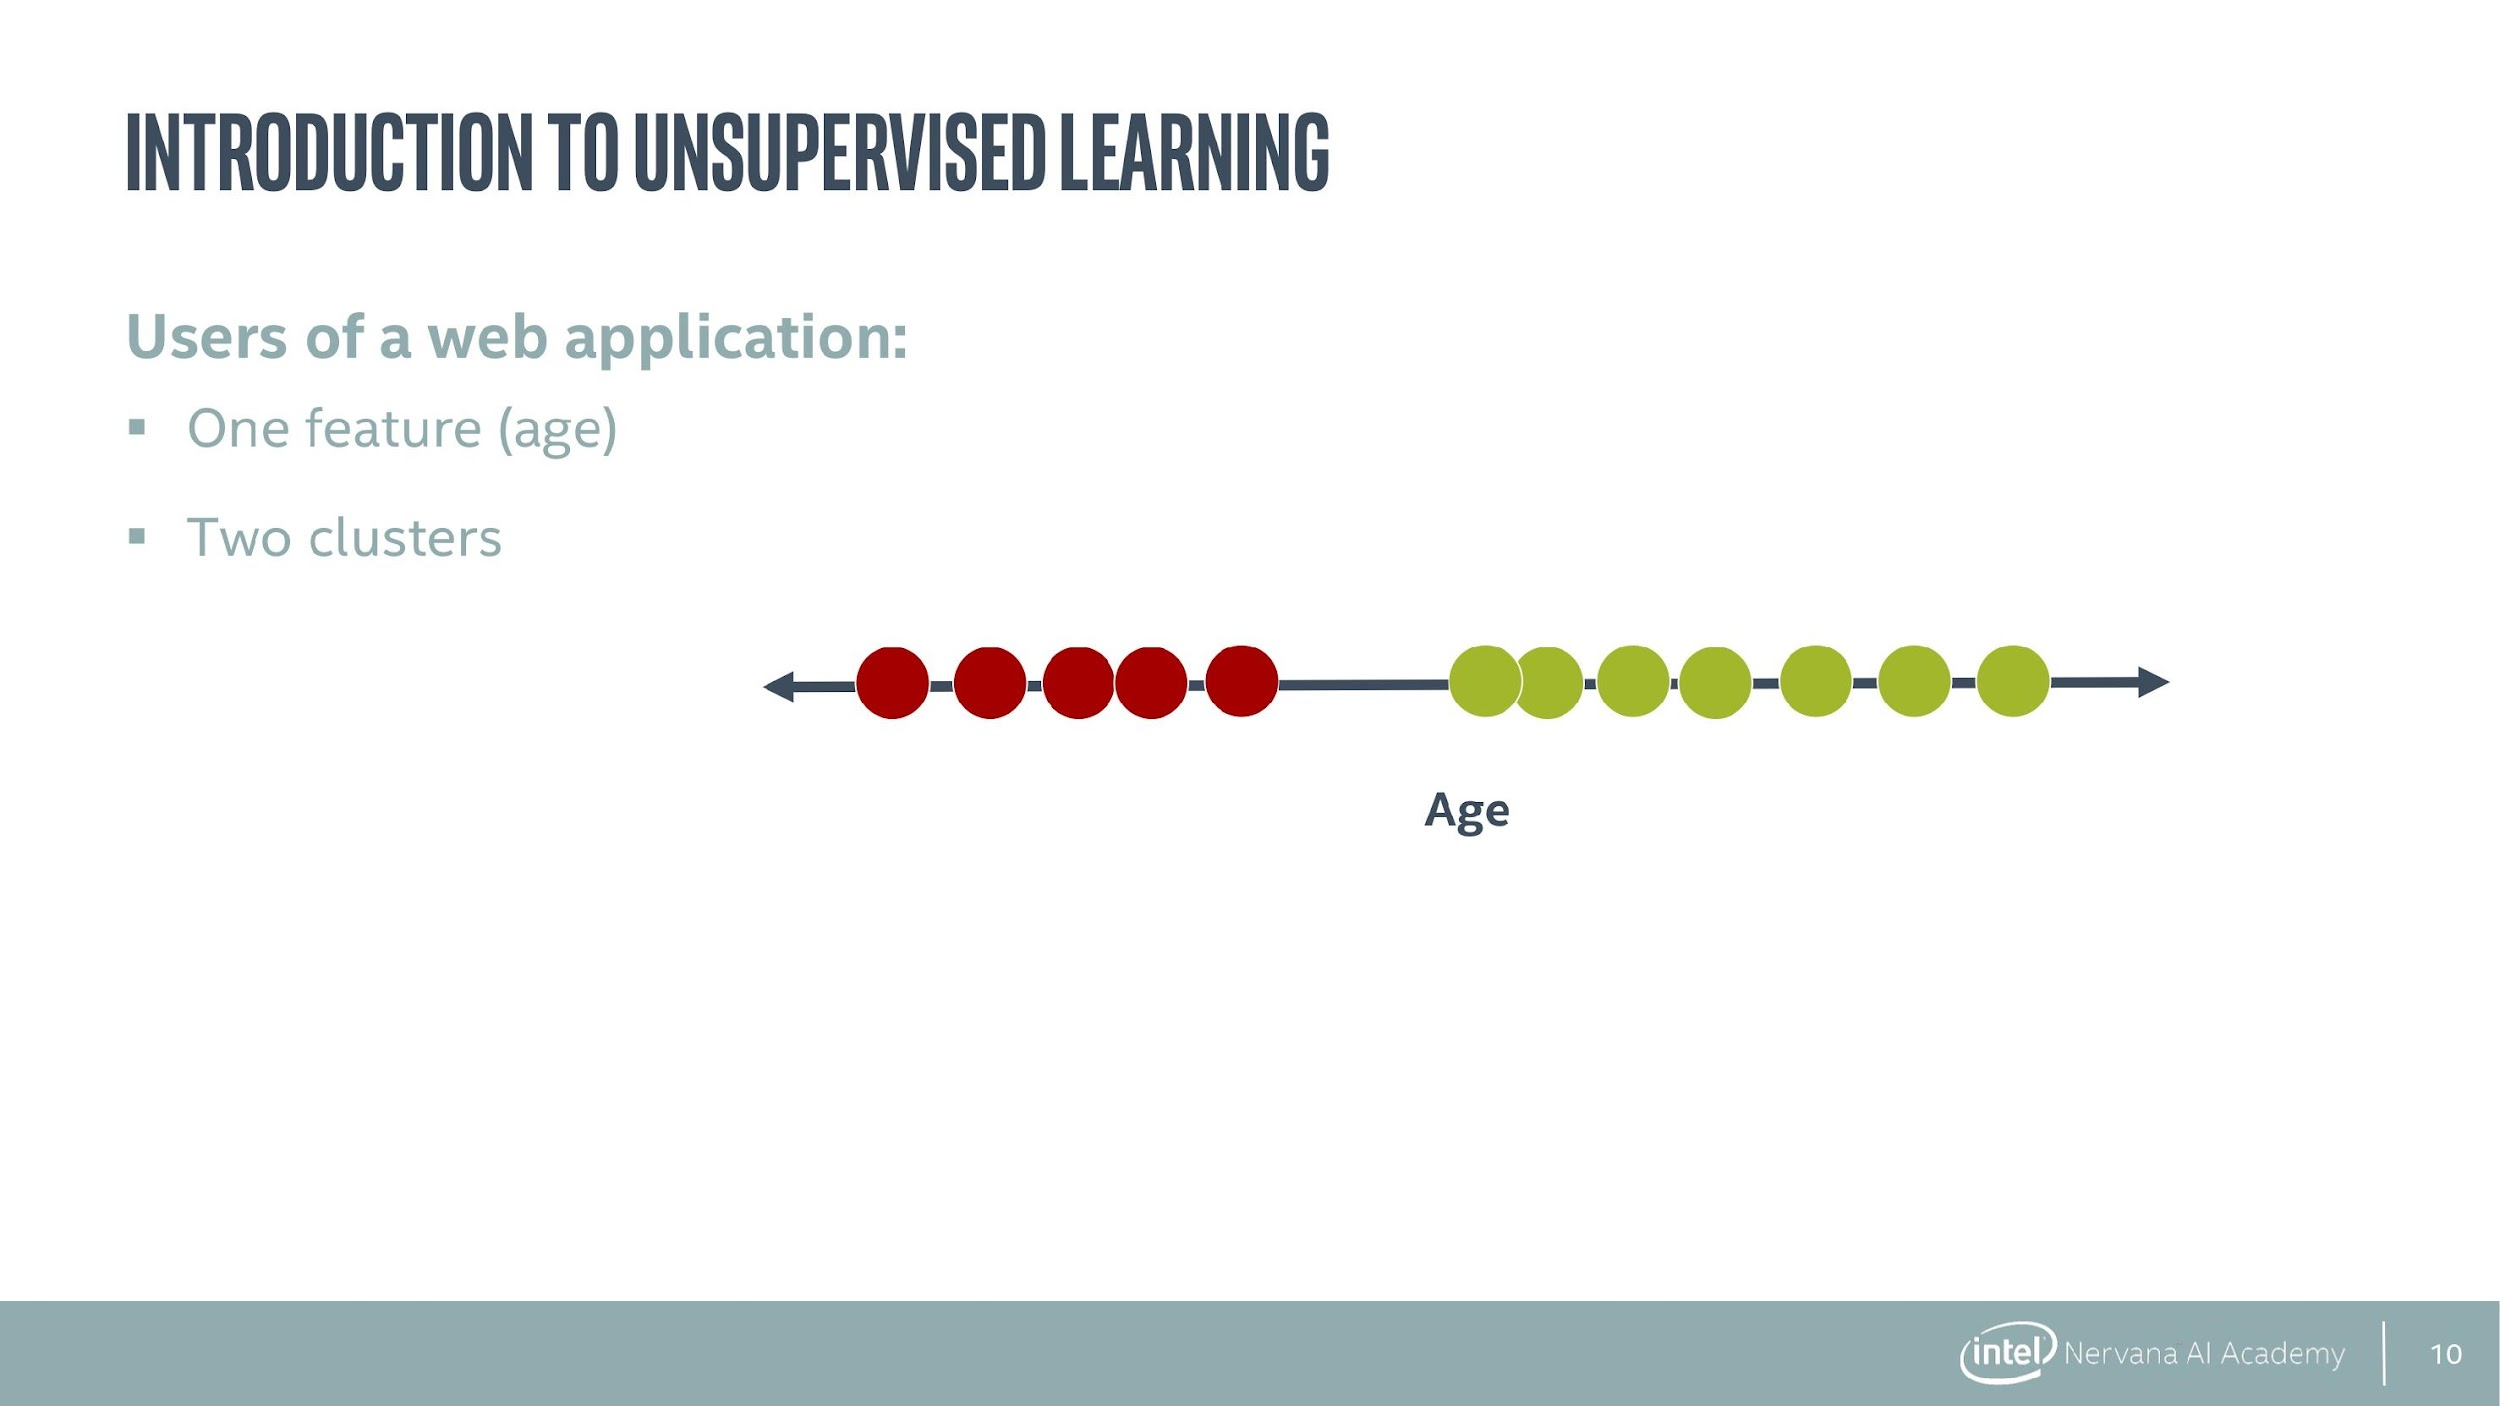 INTRODUCTION TO UNSUPERVISED LEARNING
Users of a web application:
▪ One feature (age)
▪ Two clusters
Age
intel Nervana AI Academy 10